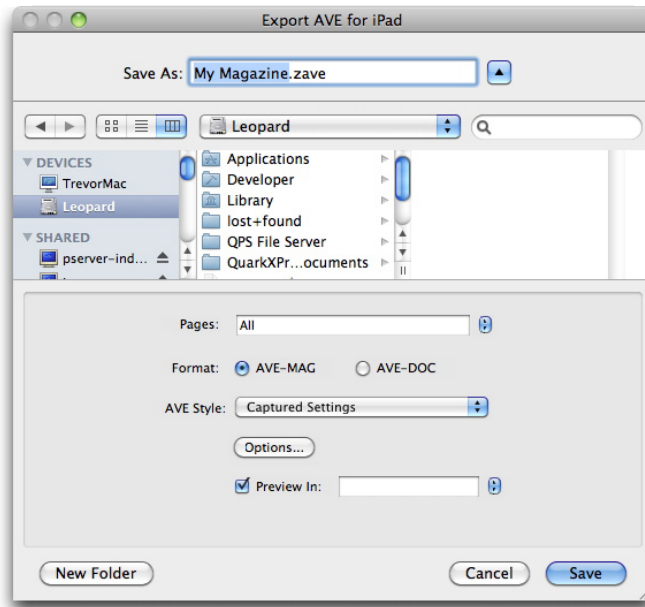 Export AVE for iPad
Save As: My Magazine.zave
Leopard
DEVICES
TrevorMac
Leopard
SHARED
pserver-ind...
Applications
Developer
Library
lost+found
QPS File Server
QuarkXPr...ocuments
Pages: All
Format: AVE-MAG AVE-DOC
AVE Style: Captured Settings
Options...
Preview In:
New Folder Cancel Save